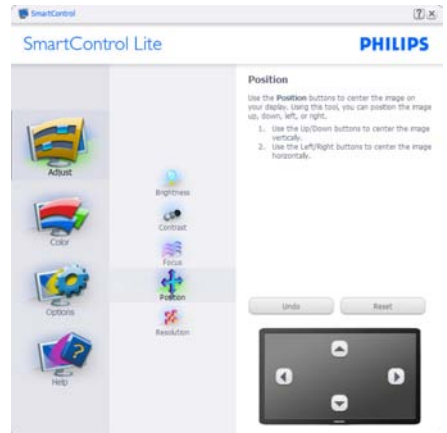 SmartControl
SmartControl Lite
PHILIPS
Adjust
Color
Options
Help
Brightness
Contrast
Focus
Position
Resolution
Position
Use the Position buttons to center the image on
your display. Using this tool, you can position the image
up, down, left, or right.
1. Use the Up/Down buttons to center the image
vertically.
2. Use the Left/Right buttons to center the image
horizontally.
Undo
Reset